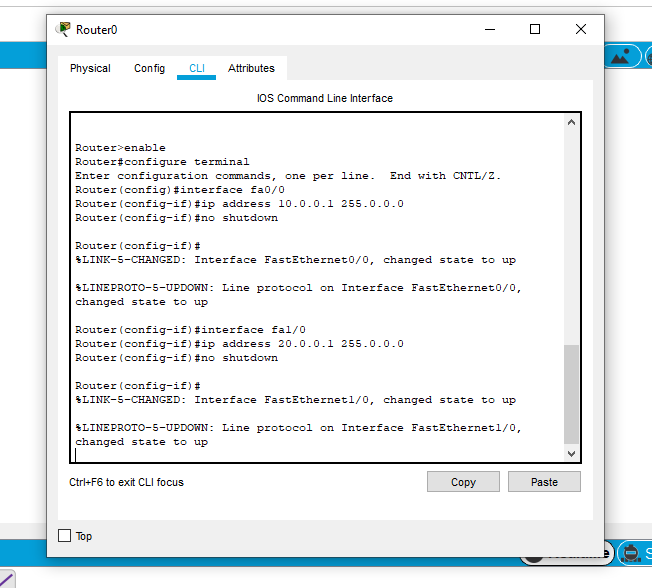 Router0
Physical Config CLI Attributes
IOS Command Line Interface
Router>enable
Router#configure terminal
Enter configuration commands, one per line.  End with CNTL/Z.
Router(config)#interface fa0/0
Router(config-if)#ip address 10.0.0.1 255.0.0.0
Router(config-if)#no shutdown
Router(config-if)#
%LINK-5-CHANGED: Interface FastEthernet0/0, changed state to up
%LINEPROTO-5-UPDOWN: Line protocol on Interface FastEthernet0/0,
changed state to up
Router(config-if)#interface fa1/0
Router(config-if)#ip address 20.0.0.1 255.0.0.0
Router(config-if)#no shutdown
Router(config-if)#
%LINK-5-CHANGED: Interface FastEthernet1/0, changed state to up
%LINEPROTO-5-UPDOWN: Line protocol on Interface FastEthernet1/0,
changed state to up
Ctrl+F6 to exit CLI focus
Copy Paste
Top